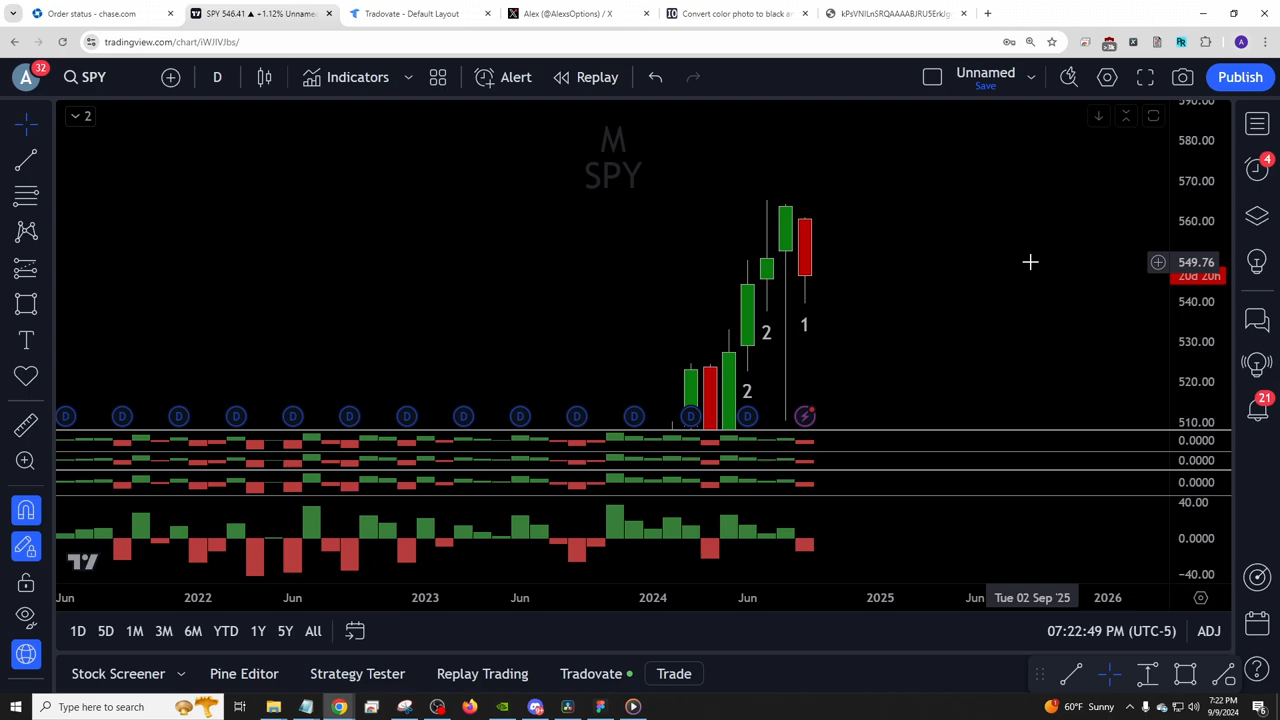 Order status - chase.com
SPY 546.41 ▲ +1.12% Unname
Tradovate - Default Layout
Alex (@AlexsOptions) / X
Convert color photo to black an
kPsVNlLnSRQAAAABJRU5ErkJg
tradingview.com/chart/iWJIVJbs/
>3k
A
A
32
SPY
D
Indicators
Alert
Replay
Unnamed
Save
Publish
2
M
SPY
590.00
580.00
570.00
560.00
549.76
20d 20h
540.00
530.00
520.00
510.00
2
2
1
D D D D D D D D D D D D D
0.0000
0.0000
0.0000
40.00
0.0000
−40.00
4
21
Jun 2022 Jun 2023 Jun 2024 Jun 2025 Jun Tue 02 Sep '25 2026
1D 5D 1M 3M 6M YTD 1Y 5Y All
07:22:49 PM (UTC-5) ADJ
Stock Screener Pine Editor Strategy Tester Replay Trading Tradovate Trade
Type here to search
60°F Sunny
7:22 PM
9/9/2024